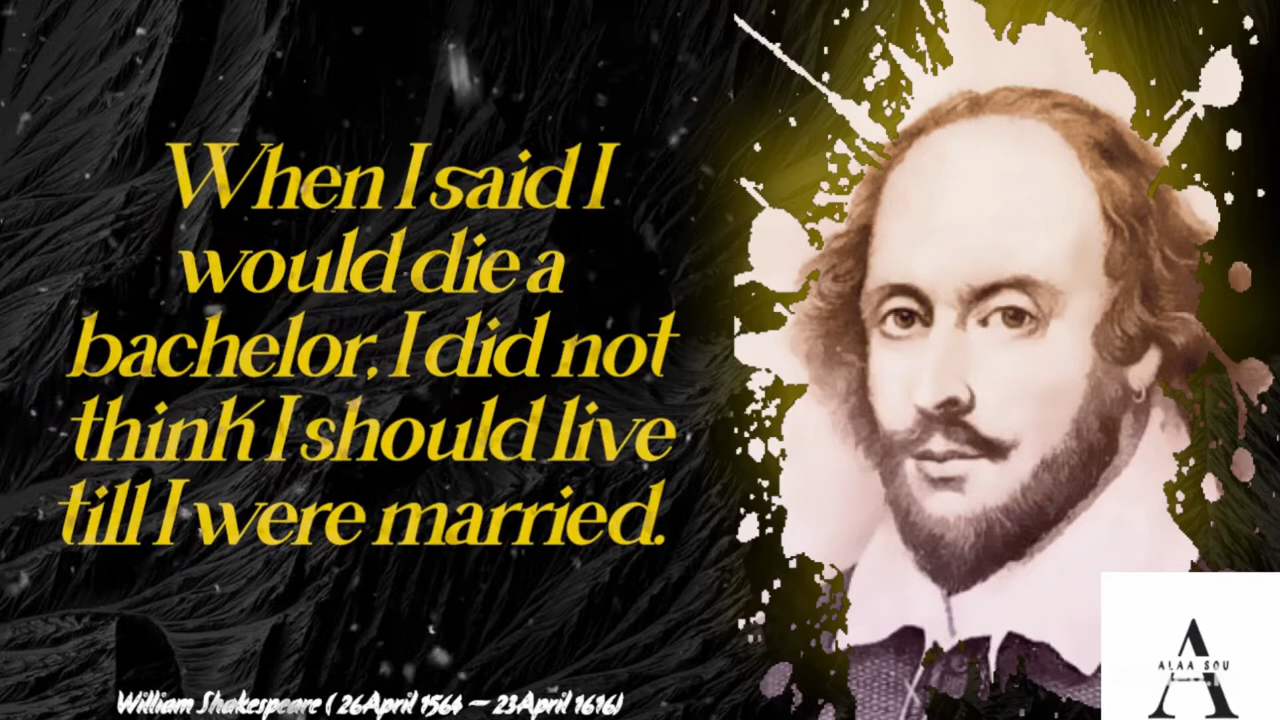 When I said I
would die a
bachelor, I did not
think I should live
till I were married.
William Shakespeare ( 26April 1564 – 23April 1616)
ALAA SOU
A